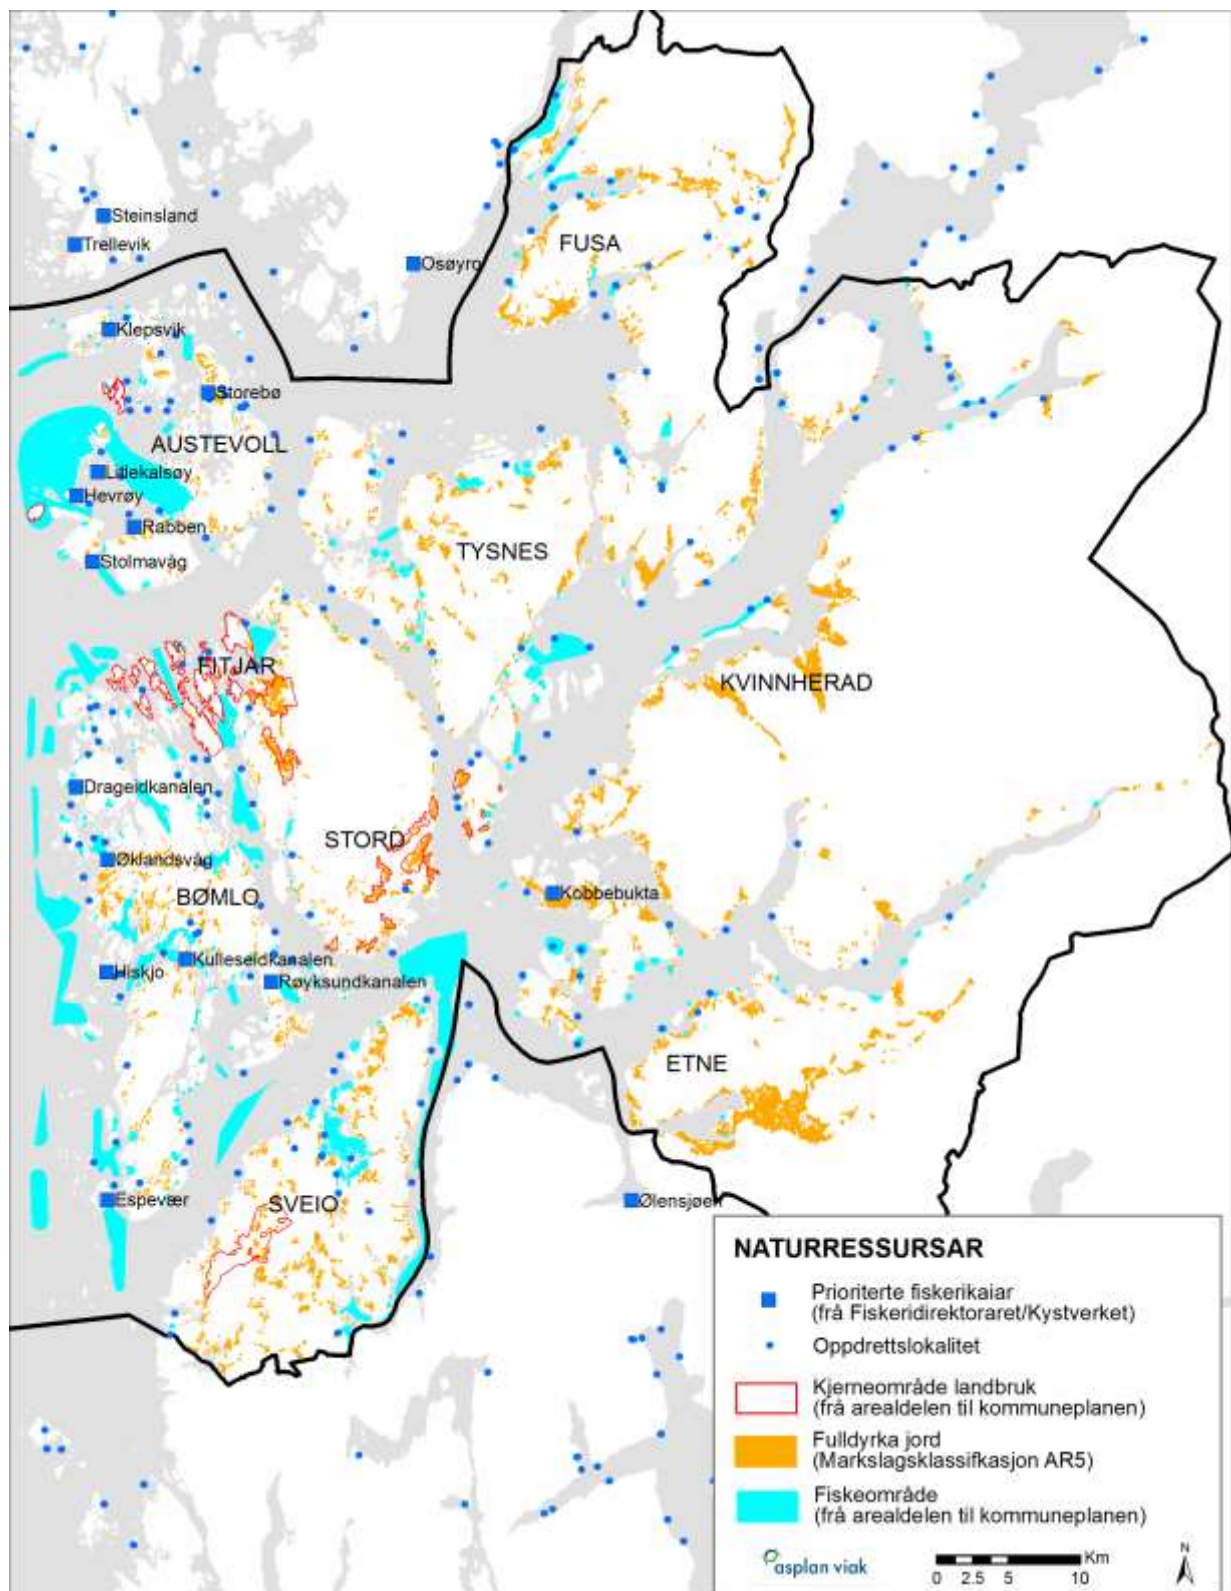 Steinsland
Trellevik
Osøyro
FUSA
Klepsvik
Storebø
AUSTEVOLL
Litlekalsøy
Hevrøy
Rabben
Stolmavåg
TYSNES
FITJAR
KVINNHERAD
Drageidkanalen
STORD
Øklandsvåg
BØMLO
Kobbebukta
Kulleseidkanalen
Hiskjo
Røyksundkanalen
ETNE
Espevær
SVEIO
Ølensjøen
NATURRESSURSAR
Prioriterte fiskerikaiar
(frå Fiskeridirektoraret/Kystverket)
Oppdrettslokalitet
Kjerneområde landbruk
(frå arealdelen til kommuneplanen)
Fulldyrka jord
(Markslagsklassifkasjon AR5)
Fiskeområde
(frå arealdelen til kommuneplanen)
asplan viak
Km
0 2.5 5 10
N